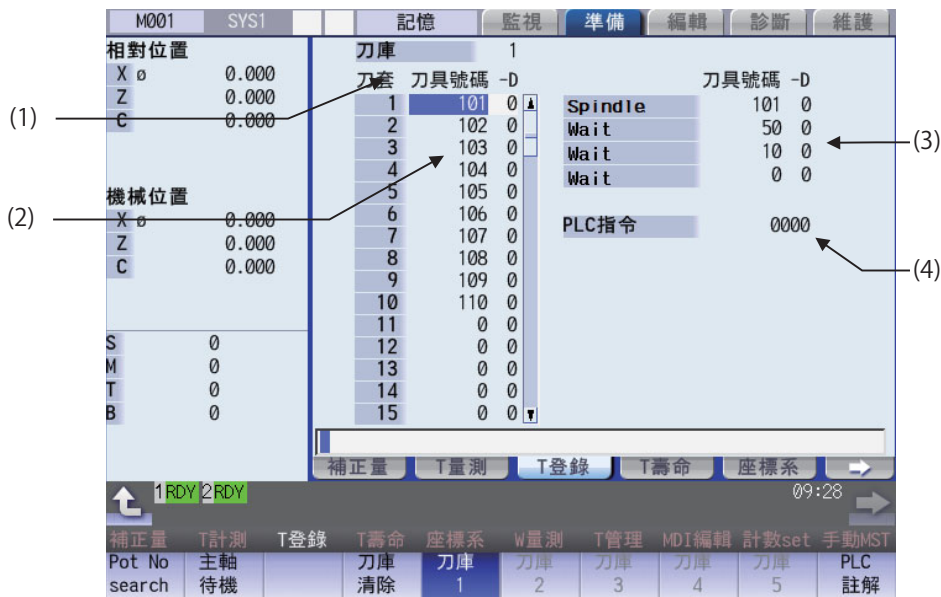 M001 SYS1 記憶 監視 準備 編輯 診斷 維護
相對位置
X ø 0.000
Z 0.000
C 0.000
機械位置
X ø 0.000
Z 0.000
C 0.000
S 0
M 0
T 0
B 0
刀庫 1
刀套 刀具號碼 -D
1 101 0
2 102 0
3 103 0
4 104 0
5 105 0
6 106 0
7 107 0
8 108 0
9 109 0
10 110 0
11 0 0
12 0 0
13 0 0
14 0 0
15 0 0
刀具號碼 -D
Spindle 101 0
Wait 50 0
Wait 10 0
Wait 0 0
PLC指令 0000
(1)
(2)
(3)
(4)
補正量 T量測 T登錄 T壽命 座標系
1 RDY 2 RDY 09:28
補正量 T計測 T登錄 T壽命 座標系 W量測 T管理 MDI編輯 計數set 手動MST
Pot No 主軸 刀庫 刀庫 刀庫 刀庫 刀庫 刀庫 PLC
search 待機 清除 1 2 3 4 5 註解